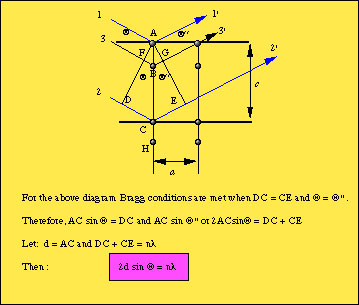 1
Θ
A
Θ"
1'
3
3'
F
G
B
2'
Θ
Θ"
c
2
D
E
C
H
a
For the above diagram Bragg conditions are met when DC = CE and Θ = Θ".
Therefore, AC sin Θ = DC and AC sin Θ" or 2ACsinΘ = DC + CE
Let: d = AC and DC + CE = nλ
Then :
2d sin Θ = nλ